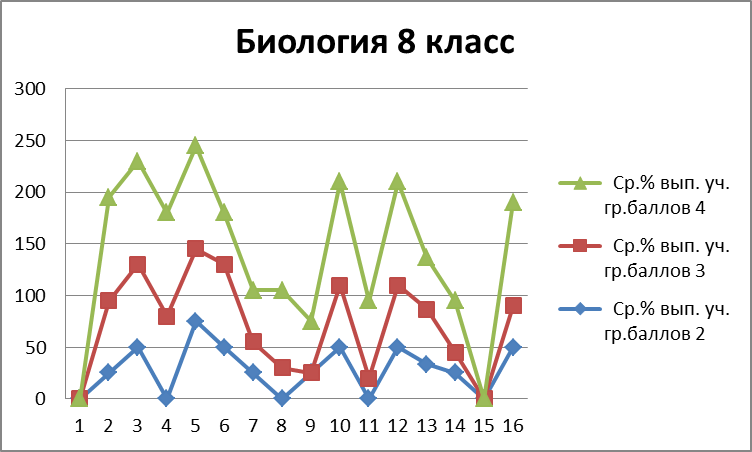 Биология 8 класс
300
250
200
150
100
50
0
1 2 3 4 5 6 7 8 9 10 11 12 13 14 15 16
Ср.% вып. уч.
гр.баллов 4
Ср.% вып. уч.
гр.баллов 3
Ср.% вып. уч.
гр.баллов 2